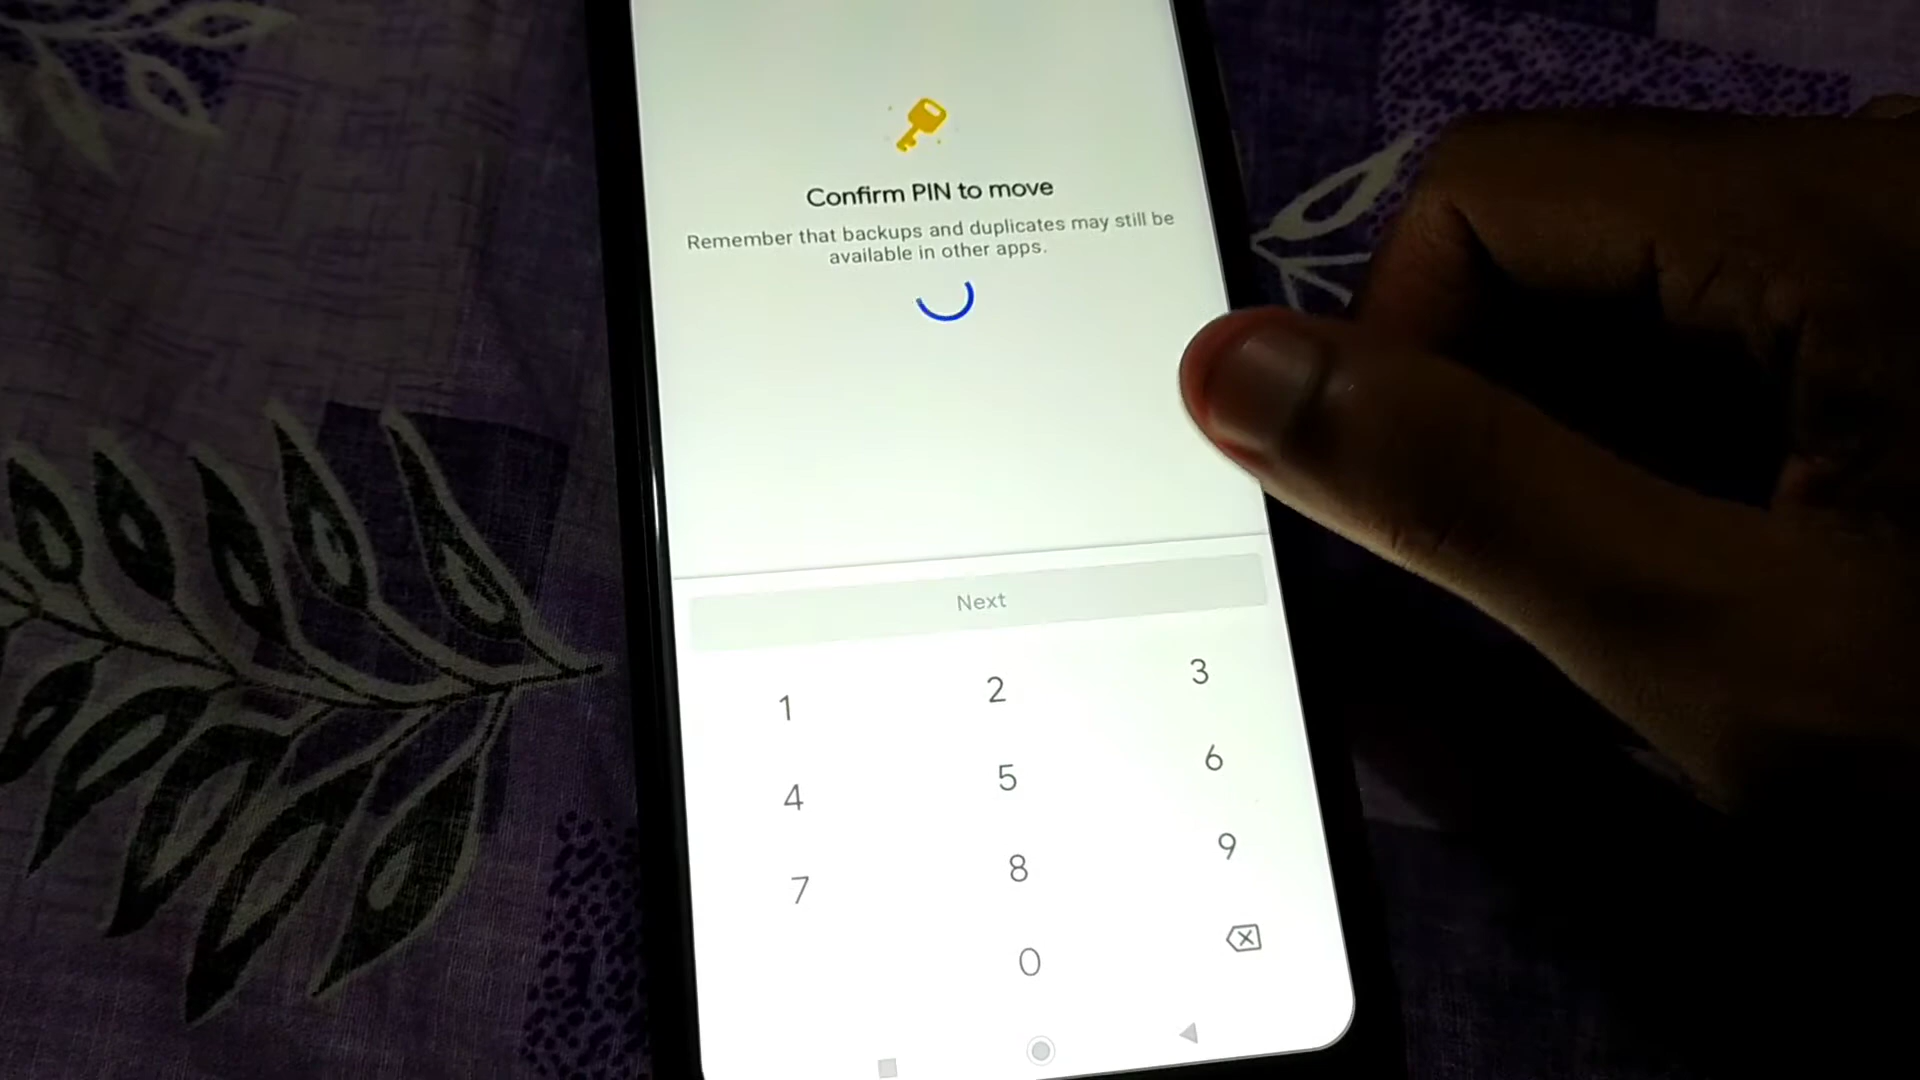 Confirm PIN to move
Remember that backups and duplicates may still be
available in other apps.
Next
1 2 3
4 5 6
7 8 9
0